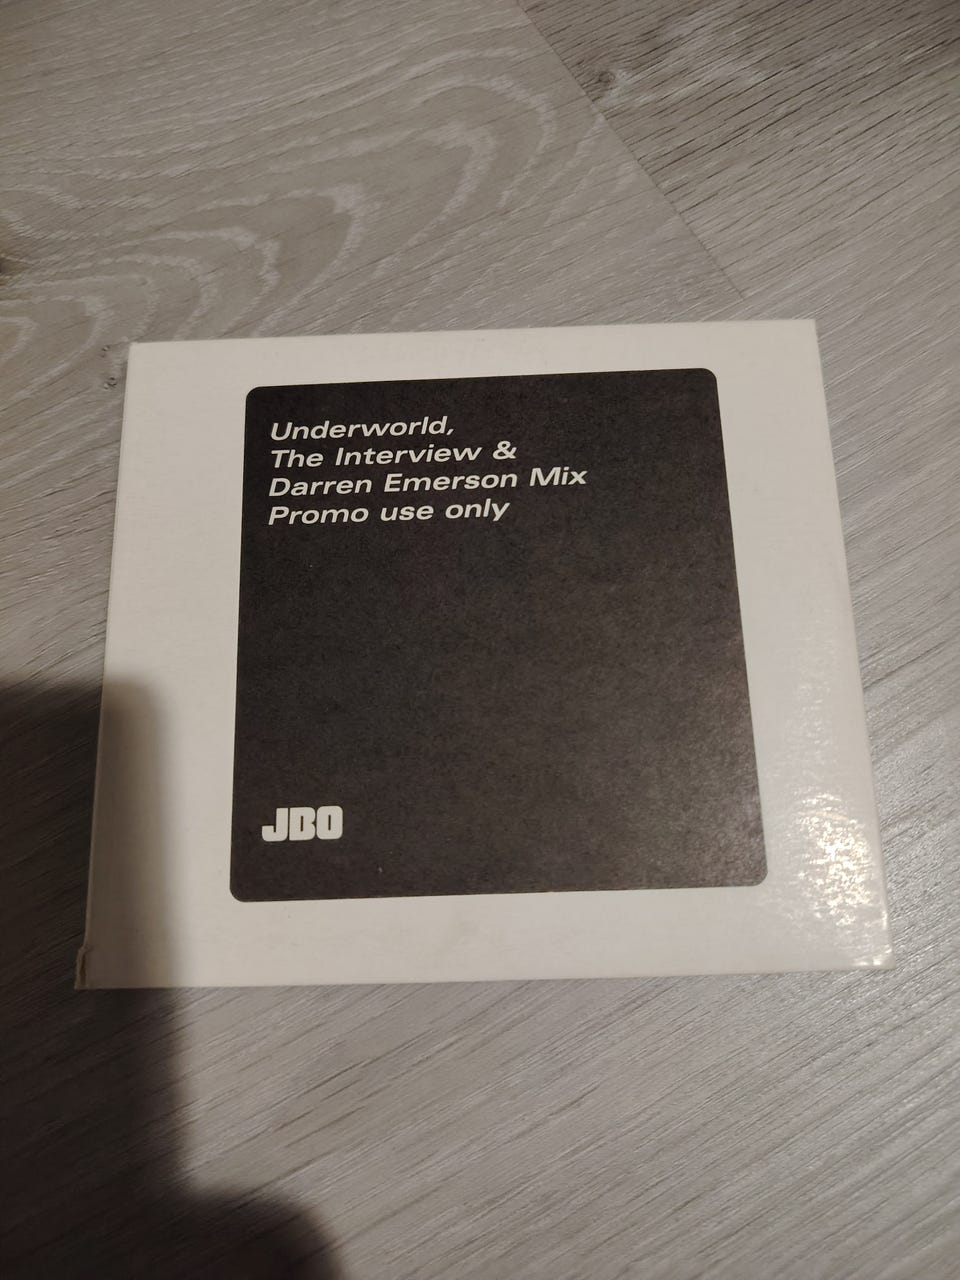 Underworld,
The Interview &
Darren Emerson Mix
Promo use only
JBO